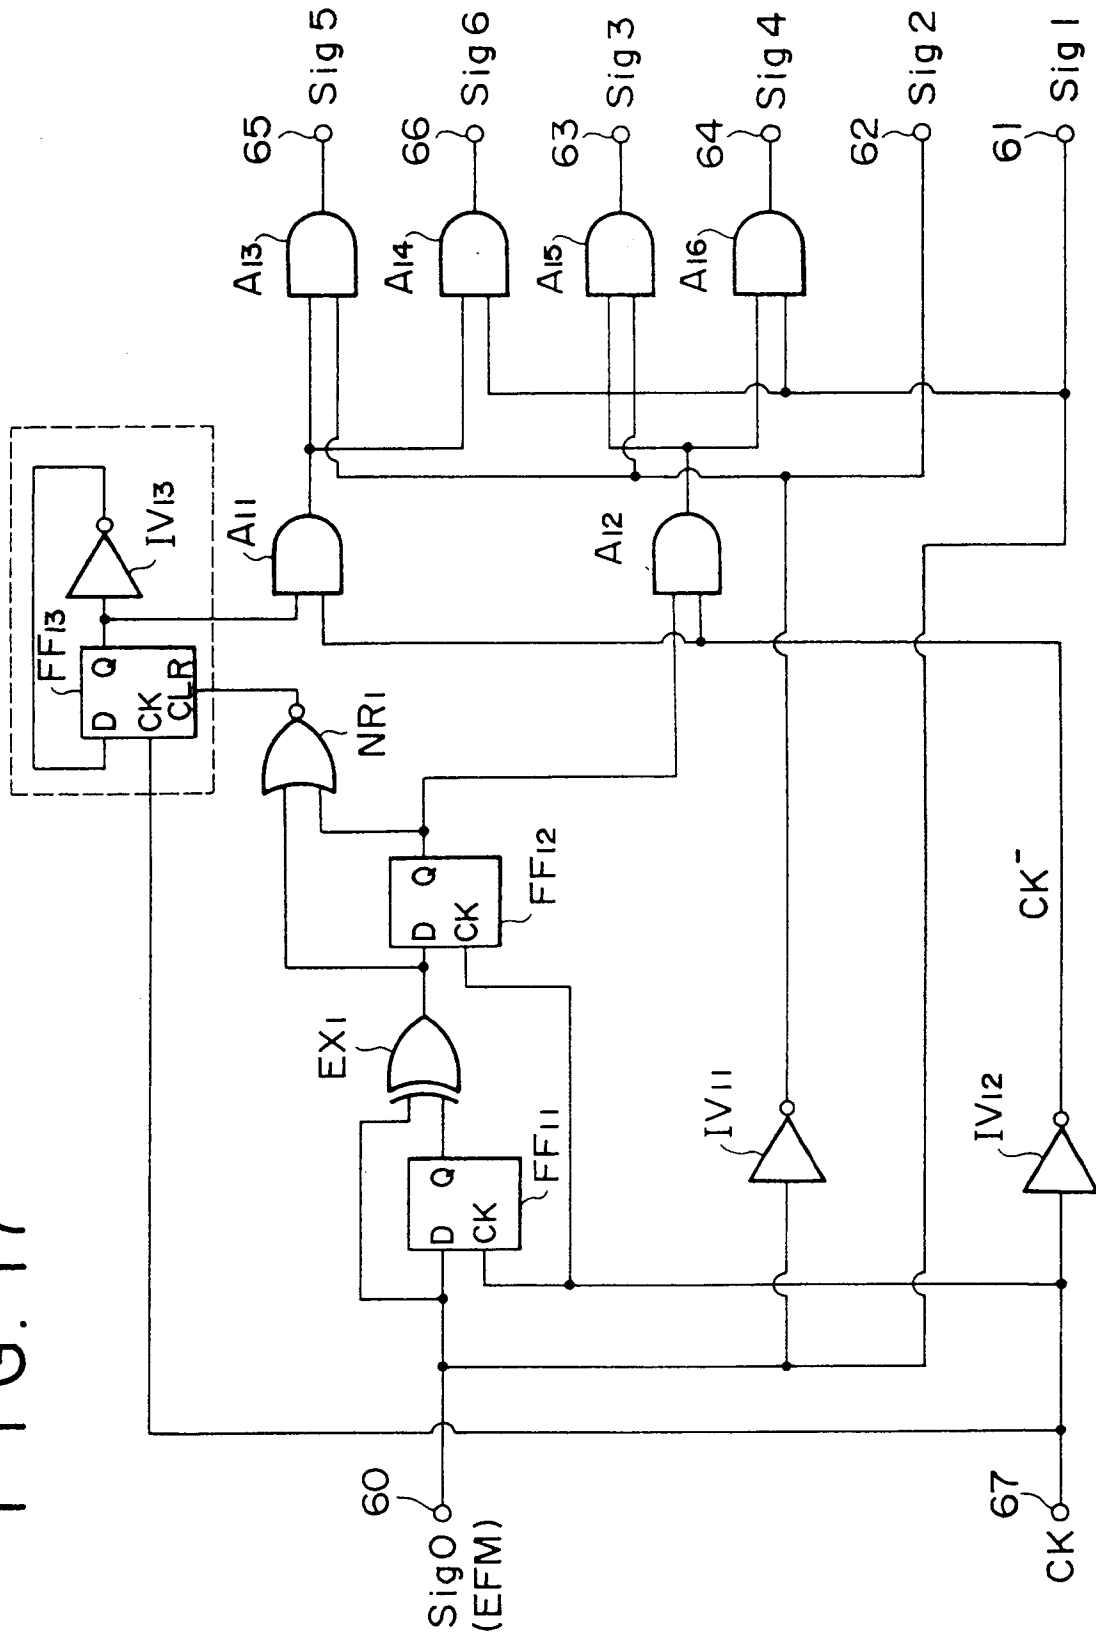 FIG. 17
FF13
D
Q
CK
CLR
IV13
A11
A13
65
Sig 5
A14
66
Sig 6
NR1
A12
A15
63
Sig 3
A16
64
Sig 4
60
Sig0
(EFM)
D
Q
CK
FF11
EX1
D
Q
CK
FF12
IV11
62
Sig 2
CK
67
IV12
CK-
61
Sig 1